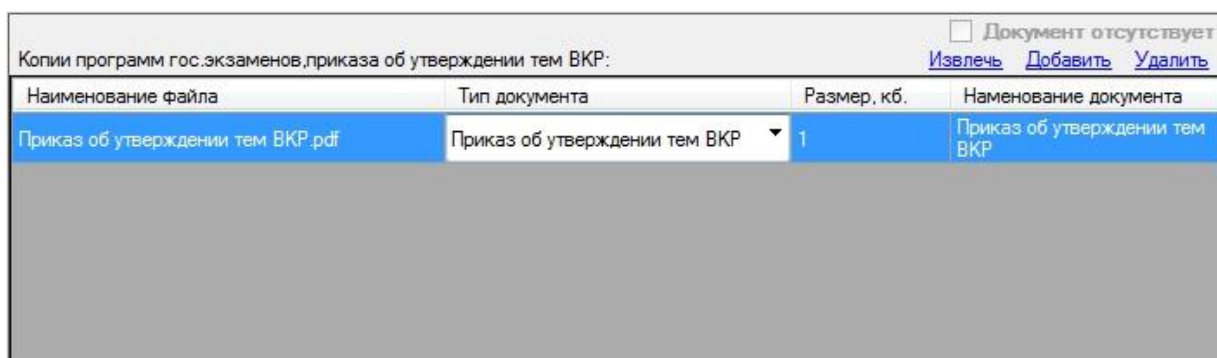 Документ отсутствует
Копии программ гос.экзаменов,приказа об утверждении тем ВКР: Извлечь Добавить Удалить
Наименование файла Тип документа Размер, кб. Наменование документа
Приказ об утверждении тем ВКР.pdf Приказ об утверждении тем ВКР 1 Приказ об утверждении тем
ВКР